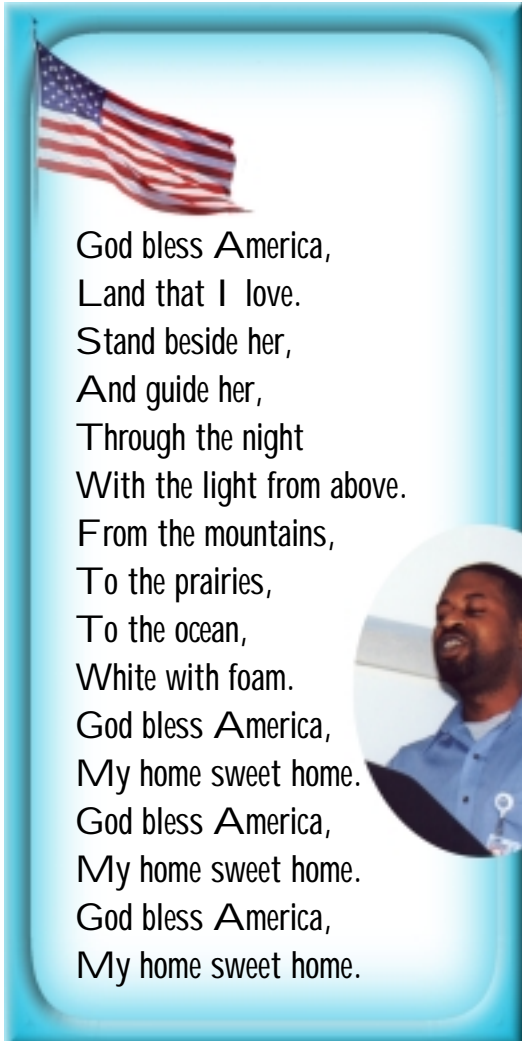 God bless America,
Land that I love.
Stand beside her,
And guide her,
Through the night
With the light from above.
From the mountains,
To the prairies,
To the ocean,
White with foam.
God bless America,
My home sweet home.
God bless America,
My home sweet home.
God bless America,
My home sweet home.